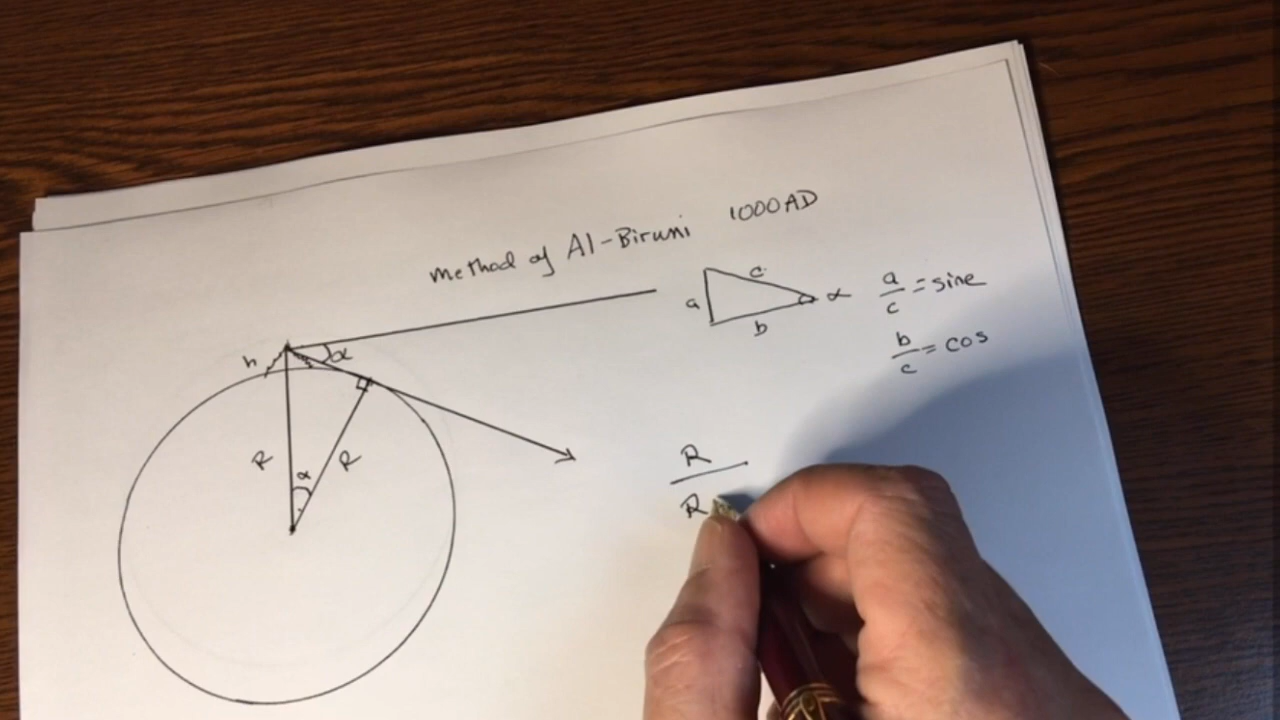 Method of Al-Biruni 1000AD
a c b α
a/c = sine
b/c = cos
h α
R α R
R
R